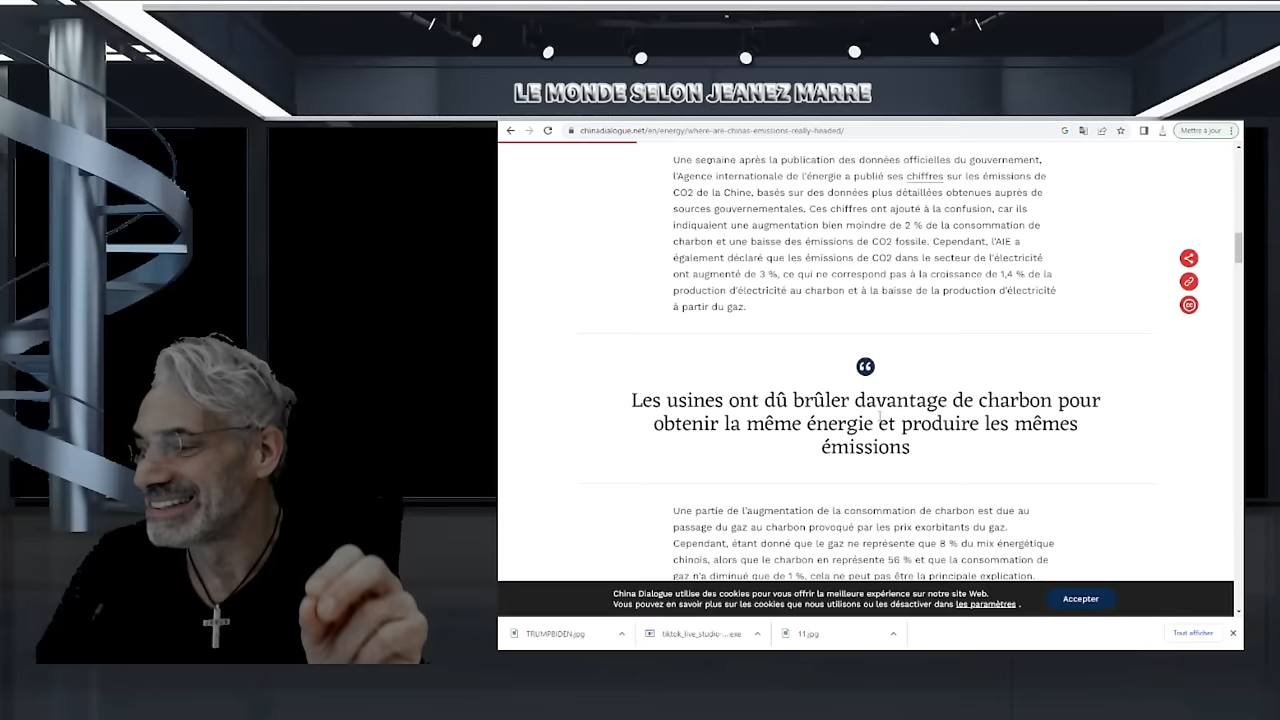 LE MONDE SELON JEANEZ MARRE
chinadialogue.net/en/energy/where-are-chinas-emissions-really-headed/
Mettre à jour
Une semaine après la publication des données officielles du gouvernement,
l'Agence internationale de l'énergie a publié ses chiffres sur les émissions de
CO2 de la Chine, basés sur des données plus détaillées obtenues auprès de
sources gouvernementales. Ces chiffres ont ajouté à la confusion, car ils
indiquaient une augmentation bien moindre de 2 % de la consommation de
charbon et une baisse des émissions de CO2 fossile. Cependant, l'AIE a
également déclaré que les émissions de CO2 dans le secteur de l'électricité
ont augmenté de 3 %, ce qui ne correspond pas à la croissance de 1,4 % de la
production d'électricité au charbon et à la baisse de la production d'électricité
à partir du gaz.
Les usines ont dû brûler davantage de charbon pour
obtenir la même énergie et produire les mêmes
émissions
Une partie de l'augmentation de la consommation de charbon est due au
passage du gaz au charbon provoqué par les prix exorbitants du gaz.
Cependant, étant donné que le gaz ne représente que 8 % du mix énergétique
chinois, alors que le charbon en représente 56 % et que la consommation de
gaz n'a diminué que de 1 %, cela ne peut pas être la principale explication.
China Dialogue utilise des cookies pour vous offrir la meilleure expérience sur notre site Web.
Vous pouvez en savoir plus sur les cookies que nous utilisons ou les désactiver dans les paramètres .
Accepter
TRUMPBIDEN.jpg
tiktok_live_studio-....exe
11.jpg
Tout afficher